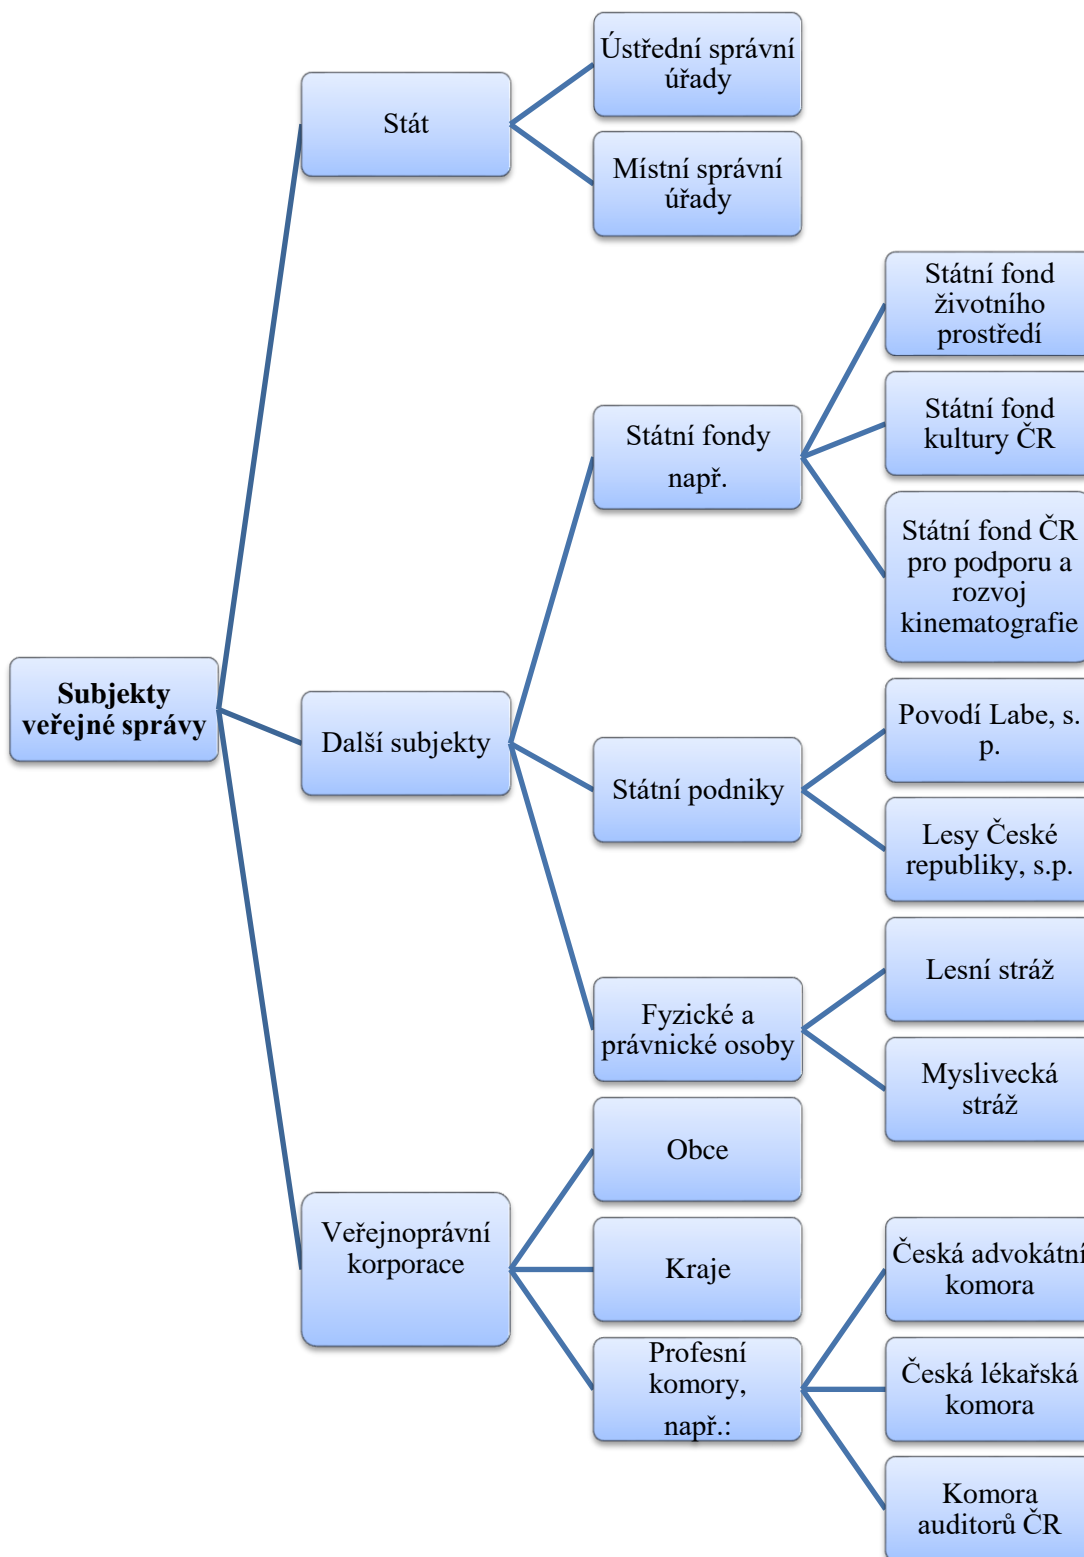 Ústřední správní
úřady
Stát
Místní správní
úřady
Státní fond
životního
prostředí
Státní fondy
např.
Státní fond
kultury ČR
Státní fond ČR
pro podporu a
rozvoj
kinematografie
Subjekty
veřejné správy
Další subjekty
Státní podniky
Povodí Labe, s.
p.
Lesy České
republiky, s.p.
Fyzické a
právnické osoby
Lesní stráž
Myslivecká
stráž
Veřejnoprávní
korporace
Obce
Kraje
Profesní
komory,
např.:
Česká advokátní
komora
Česká lékařská
komora
Komora
auditorů ČR